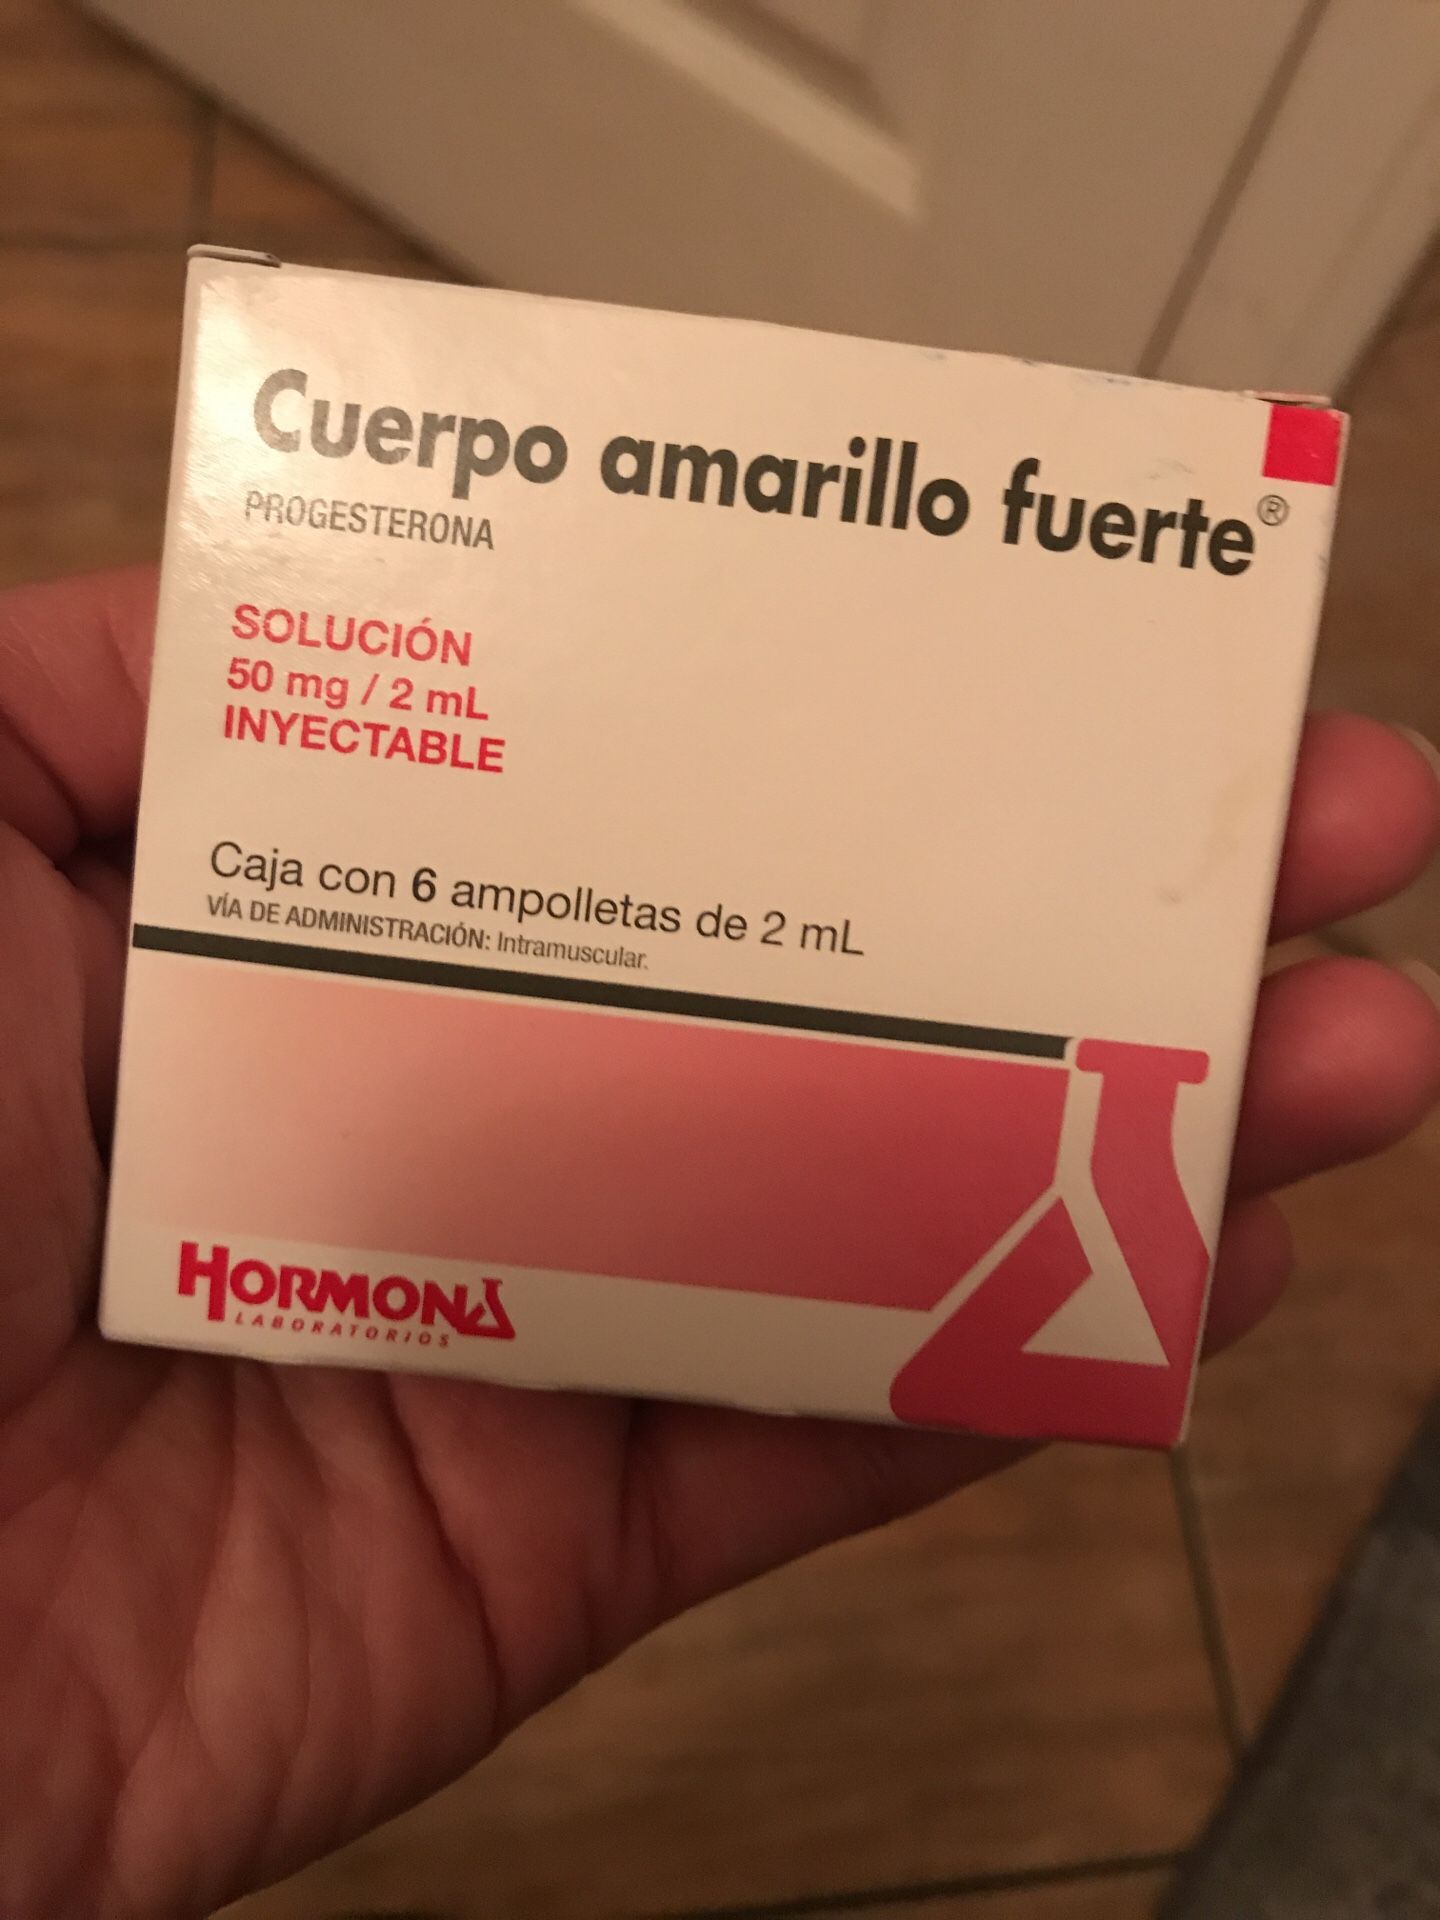 Cuerpo amarillo fuerte®
PROGESTERONA
SOLUCIÓN
50 mg / 2 mL
INYECTABLE
Caja con 6 ampolletas de 2 mL
VÍA DE ADMINISTRACIÓN: Intramuscular.
HORMONA
LABORATORIOS